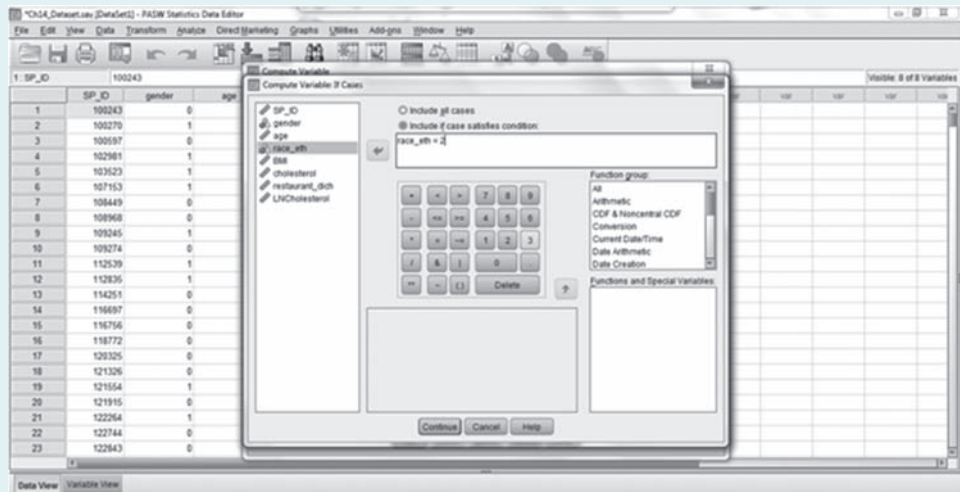 *Ch14_Dataset.sav [DataSet1] - PASW Statistics Data Editor
File Edit View Data Transform Analyze Direct Marketing Graphs Utilities Add-ons Window Help
1 : SP_ID 100243 Visible: 8 of 8 Variables
SP_ID gender age var var var var
1 100243 0
2 100270 1
3 100597 0
4 102981 1
5 103523 1
6 107153 1
7 108449 0
8 108968 0
9 109245 1
10 109274 0
11 112539 1
12 112835 1
13 114251 0
14 116697 0
15 116756 0
16 118772 0
17 120325 0
18 121326 0
19 121554 1
20 121915 0
21 122264 1
22 122744 0
23 122843 0
Compute Variable
Compute Variable: If Cases
SP_ID
gender
age
race_eth
BMI
cholesterol
restaurant_dich
LNCholesterol
Include all cases
Include if case satisfies condition:
race_eth = 2
+ < > 7 8 9
- <= >= 4 5 6
* = ~= 1 2 3
/ & | 0 .
** ~ ( ) Delete
Function group:
All
Arithmetic
CDF & Noncentral CDF
Conversion
Current Date/Time
Date Arithmetic
Date Creation
Functions and Special Variables:
Continue Cancel Help
Data View Variable View